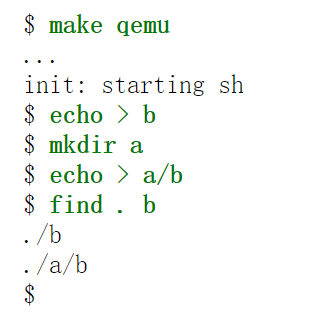 $ make qemu
...
init: starting sh
$ echo > b
$ mkdir a
$ echo > a/b
$ find . b
./b
./a/b
$